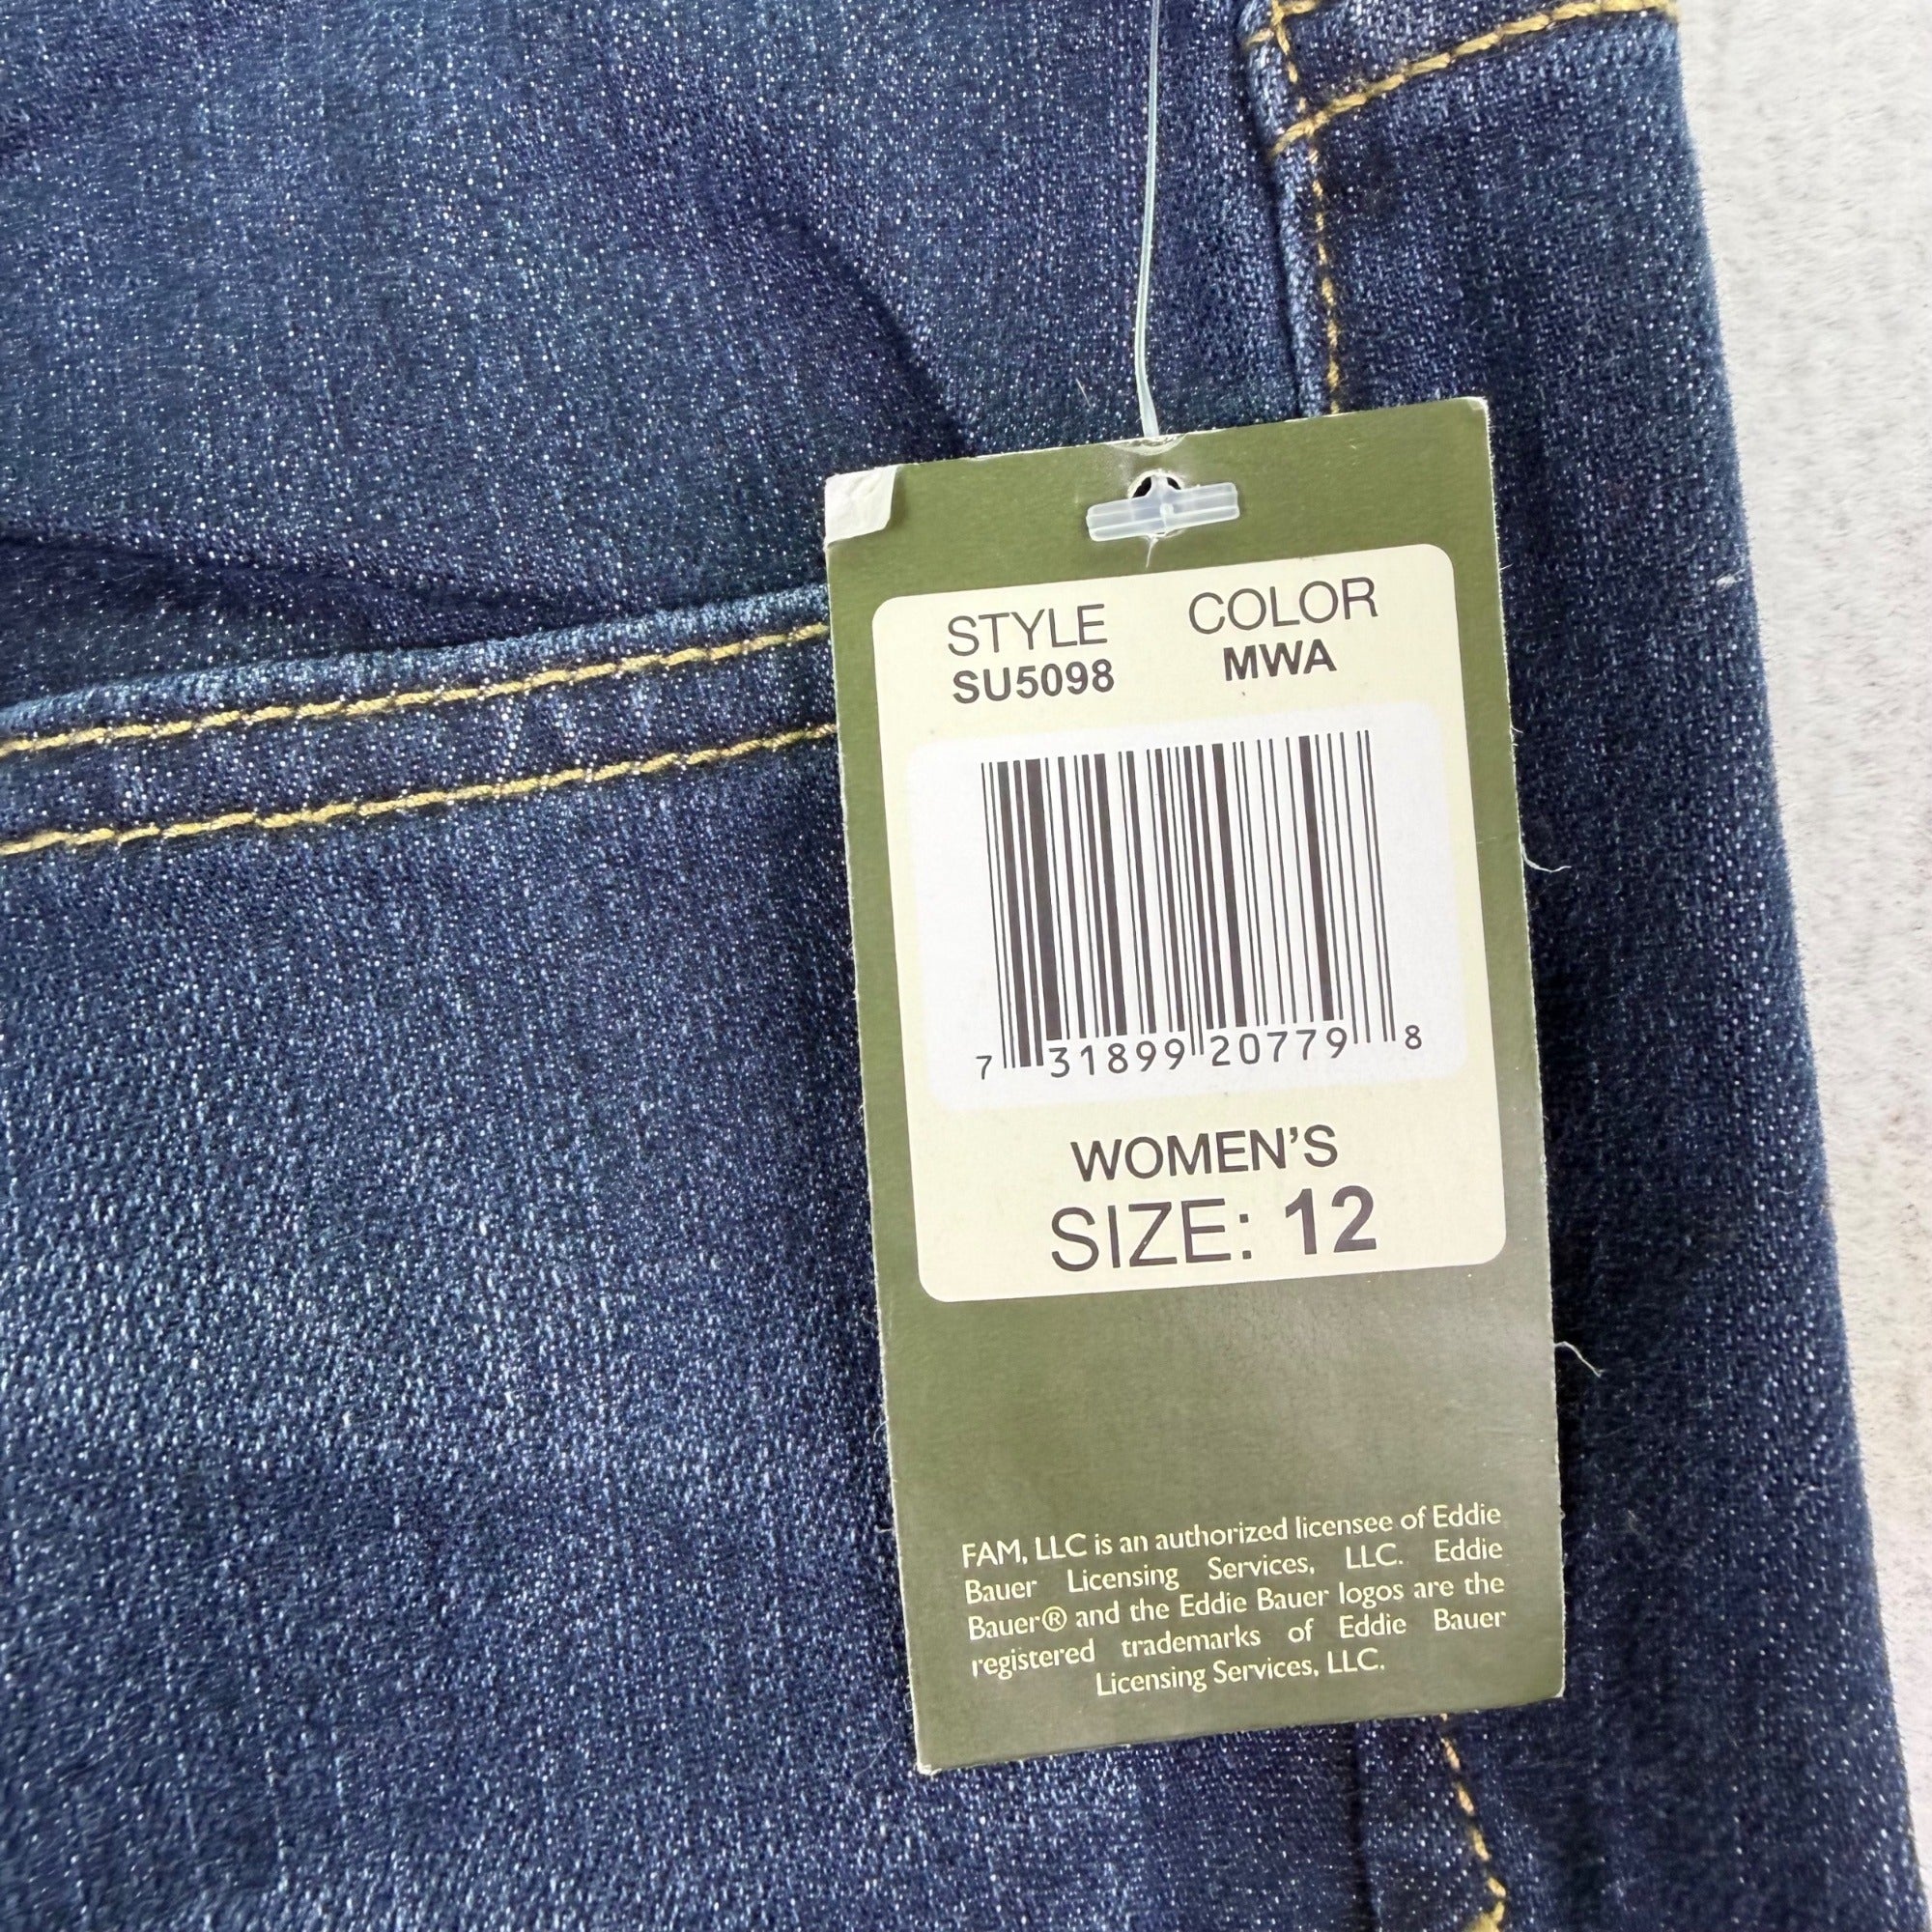 STYLE COLOR
SU5098 MWA
7 31899 20779 8
WOMEN'S
SIZE: 12
FAM, LLC is an authorized licensee of Eddie
Bauer Licensing Services, LLC. Eddie
Bauer® and the Eddie Bauer logos are the
registered trademarks of Eddie Bauer
Licensing Services, LLC.